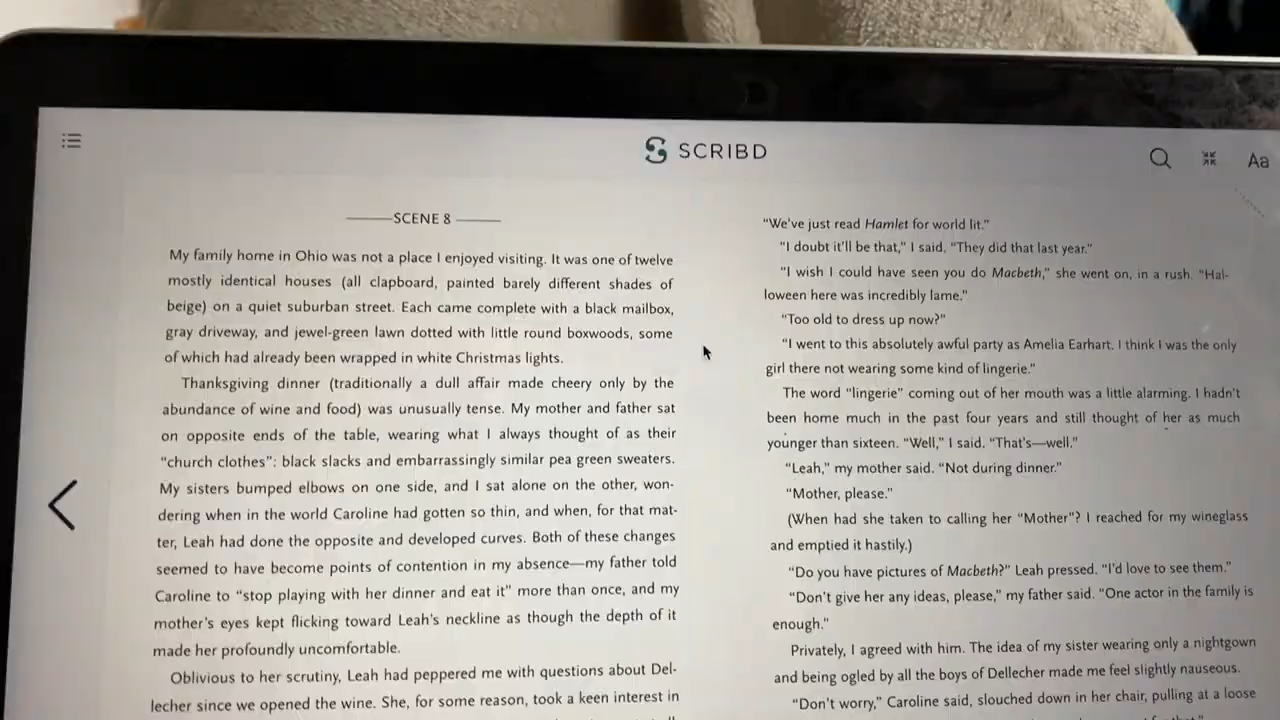 SCRIBD
Aa
SCENE 8
My family home in Ohio was not a place I enjoyed visiting. It was one of twelve
mostly identical houses (all clapboard, painted barely different shades of
beige) on a quiet suburban street. Each came complete with a black mailbox,
gray driveway, and jewel-green lawn dotted with little round boxwoods, some
of which had already been wrapped in white Christmas lights.
Thanksgiving dinner (traditionally a dull affair made cheery only by the
abundance of wine and food) was unusually tense. My mother and father sat
on opposite ends of the table, wearing what I always thought of as their
“church clothes”: black slacks and embarrassingly similar pea green sweaters.
My sisters bumped elbows on one side, and I sat alone on the other, won-
dering when in the world Caroline had gotten so thin, and when, for that mat-
ter, Leah had done the opposite and developed curves. Both of these changes
seemed to have become points of contention in my absence—my father told
Caroline to “stop playing with her dinner and eat it” more than once, and my
mother’s eyes kept flicking toward Leah’s neckline as though the depth of it
made her profoundly uncomfortable.
Oblivious to her scrutiny, Leah had peppered me with questions about Del-
lecher since we opened the wine. She, for some reason, took a keen interest in
“We’ve just read Hamlet for world lit.”
“I doubt it’ll be that,” I said. “They did that last year.”
“I wish I could have seen you do Macbeth,” she went on, in a rush. “Hal-
loween here was incredibly lame.”
“Too old to dress up now?”
“I went to this absolutely awful party as Amelia Earhart. I think I was the only
girl there not wearing some kind of lingerie.”
The word “lingerie” coming out of her mouth was a little alarming. I hadn’t
been home much in the past four years and still thought of her as much
younger than sixteen. “Well,” I said. “That’s—well.”
“Leah,” my mother said. “Not during dinner.”
“Mother, please.”
(When had she taken to calling her “Mother”? I reached for my wineglass
and emptied it hastily.)
“Do you have pictures of Macbeth?” Leah pressed. “I’d love to see them.”
“Don’t give her any ideas, please,” my father said. “One actor in the family is
enough.”
Privately, I agreed with him. The idea of my sister wearing only a nightgown
and being ogled by all the boys of Dellecher made me feel slightly nauseous.
“Don’t worry,” Caroline said, slouched down in her chair, pulling at a loose